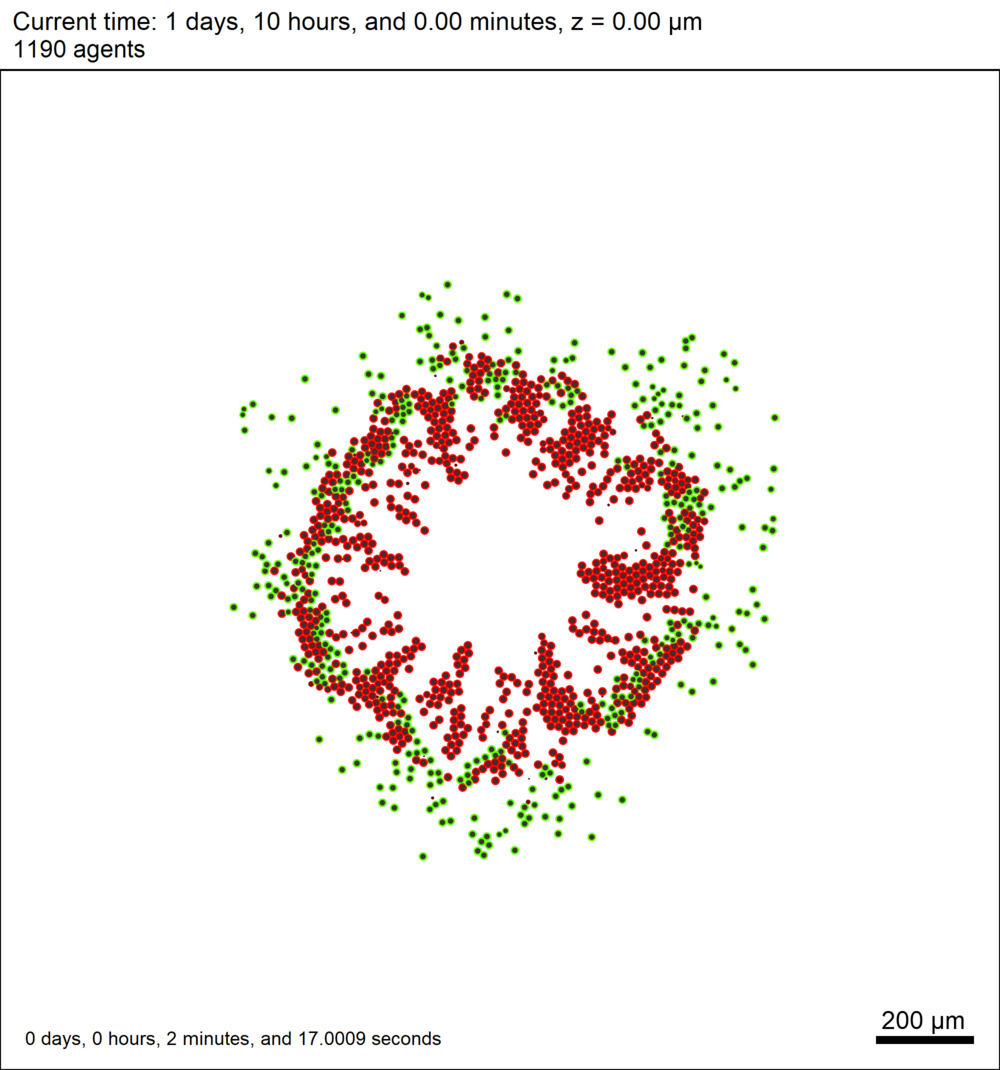 Current time: 1 days, 10 hours, and 0.00 minutes, z = 0.00 μm
1190 agents
200 μm
0 days, 0 hours, 2 minutes, and 17.0009 seconds